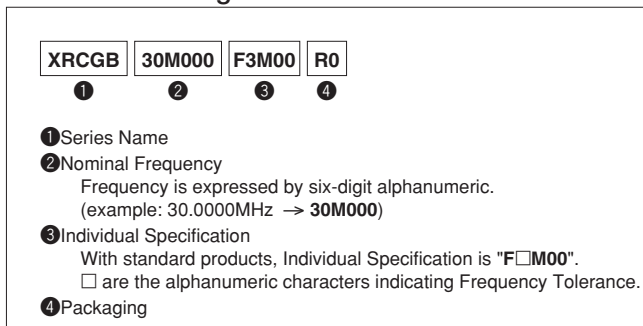 XRCGB 30M000 F3M00 R0
❶ ❷ ❸ ❹
❶Series Name
❷Nominal Frequency
Frequency is expressed by six-digit alphanumeric.
(example: 30.0000MHz → 30M000)
❸Individual Specification
With standard products, Individual Specification is "F□M00".
□ are the alphanumeric characters indicating Frequency Tolerance.
❹Packaging